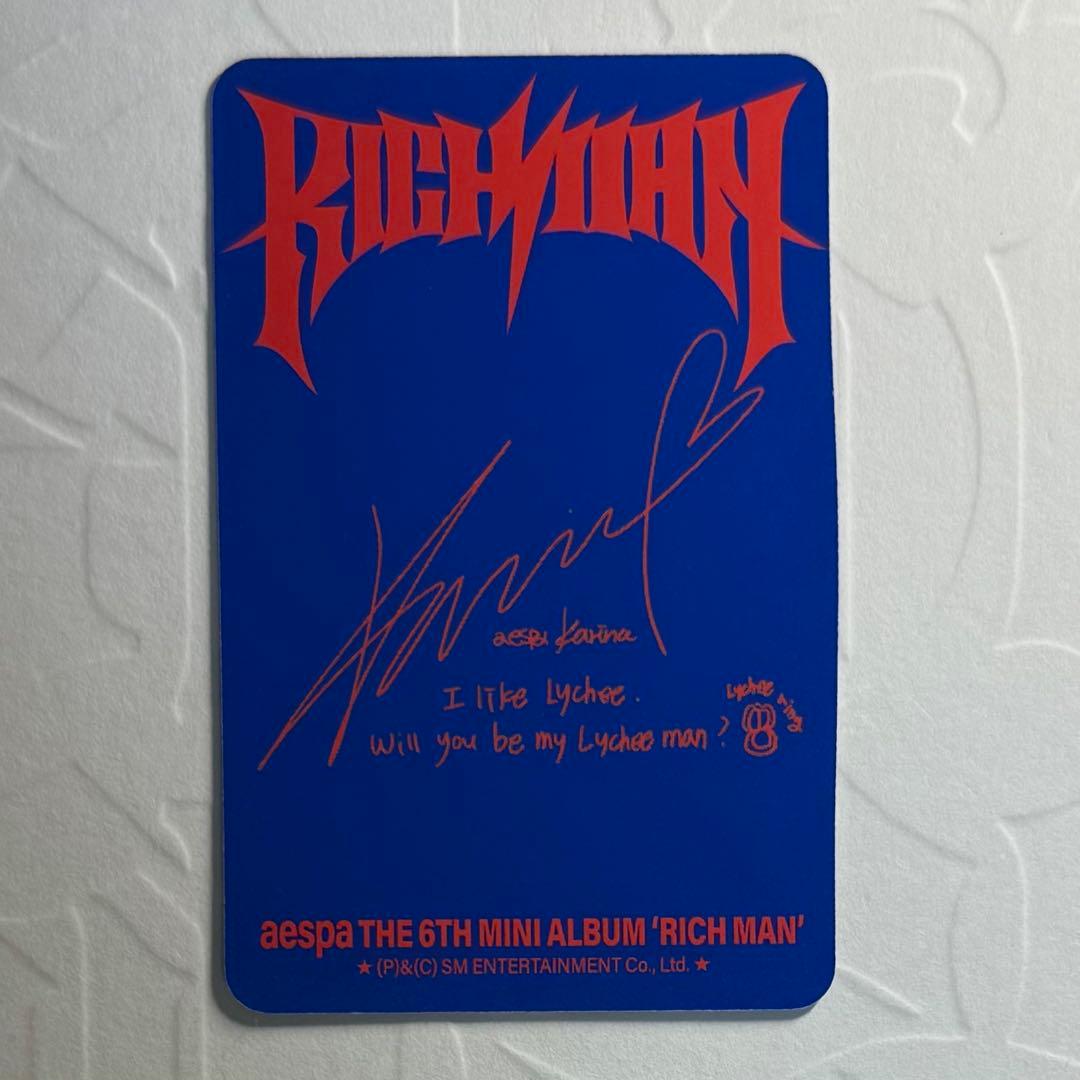 RICH MAN
Karina
aespa Karina
I like Lychee.
will you be my Lychee man?
Lychee ring
aespa THE 6TH MINI ALBUM 'RICH MAN'
★ (P)&(C) SM ENTERTAINMENT Co., Ltd. ★